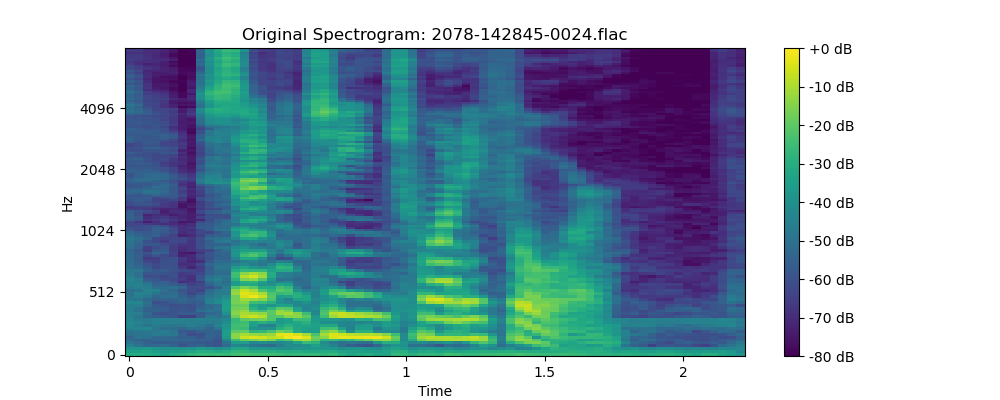 Original Spectrogram: 2078-142845-0024.flac
+0 dB
-10 dB
4096
-20 dB
2048
-30 dB
Hz
-40 dB
1024
-50 dB
512
-60 dB
-70 dB
0
-80 dB
0 0.5 1 1.5 2
Time